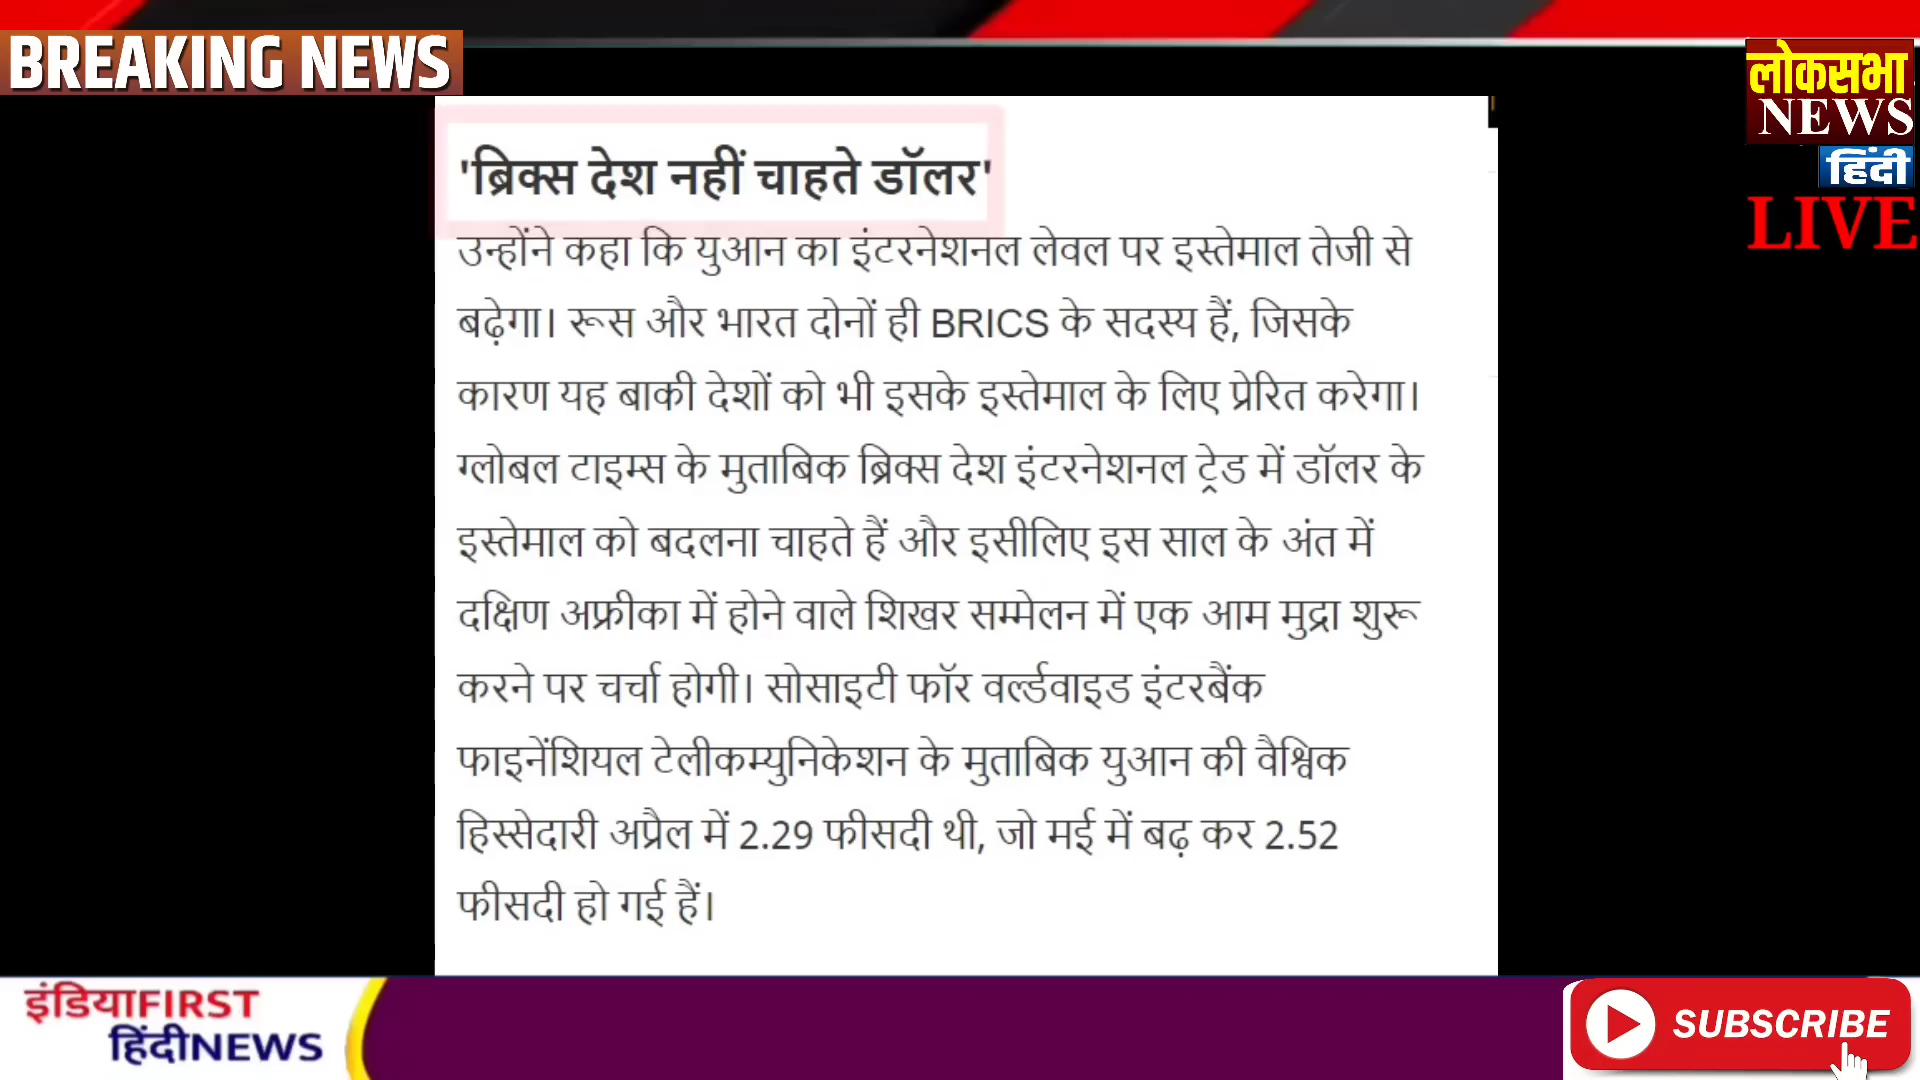 BREAKING NEWS
लोकसभा
NEWS
हिंदी
LIVE
'ब्रिक्स देश नहीं चाहते डॉलर'
उन्होंने कहा कि युआन का इंटरनेशनल लेवल पर इस्तेमाल तेजी से
बढ़ेगा। रूस और भारत दोनों ही BRICS के सदस्य हैं, जिसके
कारण यह बाकी देशों को भी इसके इस्तेमाल के लिए प्रेरित करेगा।
ग्लोबल टाइम्स के मुताबिक ब्रिक्स देश इंटरनेशनल ट्रेड में डॉलर के
इस्तेमाल को बदलना चाहते हैं और इसीलिए इस साल के अंत में
दक्षिण अफ्रीका में होने वाले शिखर सम्मेलन में एक आम मुद्रा शुरू
करने पर चर्चा होगी। सोसाइटी फॉर वर्ल्डवाइड इंटरबैंक
फाइनेंशियल टेलीकम्युनिकेशन के मुताबिक युआन की वैश्विक
हिस्सेदारी अप्रैल में 2.29 फीसदी थी, जो मई में बढ़ कर 2.52
फीसदी हो गई हैं।
इंडियाFIRST
हिंदीNEWS
SUBSCRIBE